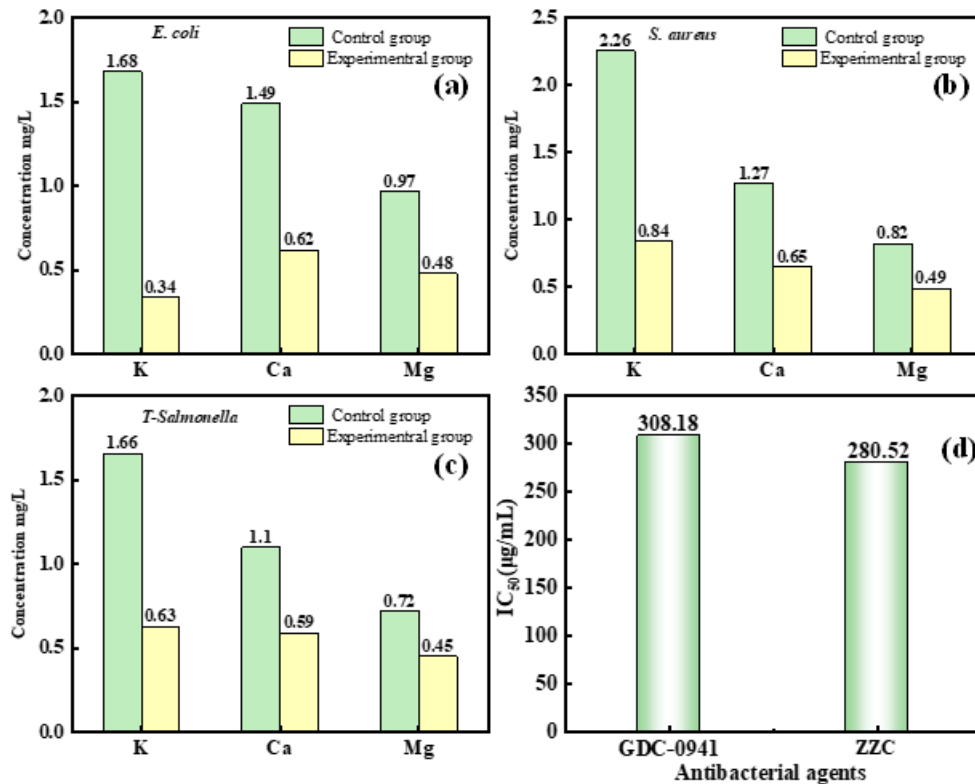 E. coli
Control group
Experimentral group
(a)
Concentration mg/L
2.0
1.5
1.0
0.5
0.0
1.68
0.34
1.49
0.62
0.97
0.48
K Ca Mg
S. aureus
Control group
Experimentral group
(b)
Concentration mg/L
2.5
2.0
1.5
1.0
0.5
0.0
2.26
0.84
1.27
0.65
0.82
0.49
K Ca Mg
T-Salmonella
Control group
Experimentral group
(c)
Concentration mg/L
2.0
1.5
1.0
0.5
0.0
1.66
0.63
1.1
0.59
0.72
0.45
K Ca Mg
(d)
IC50(μg/mL)
350
300
250
200
150
100
50
0
308.18
280.52
GDC-0941 ZZC
Antibacterial agents